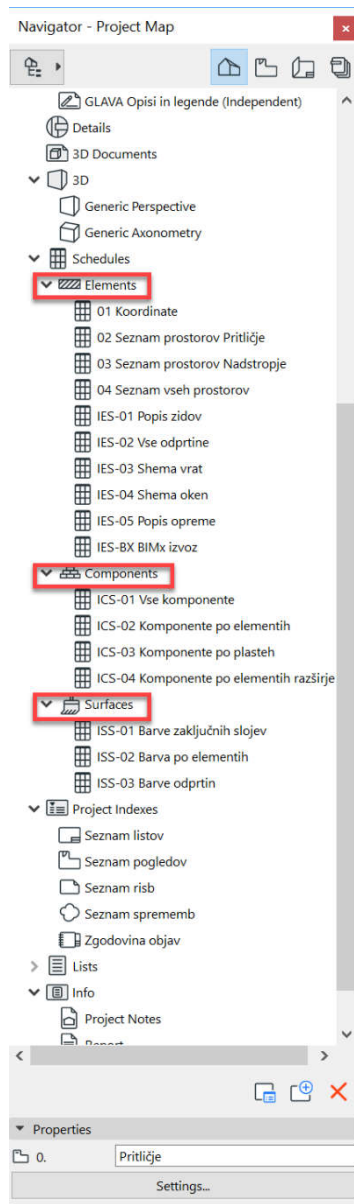 Navigator - Project Map
GLAVA Opisi in legende (Independent)
Details
3D Documents
3D
Generic Perspective
Generic Axonometry
Schedules
Elements
01 Koordinate
02 Seznam prostorov Pritličje
03 Seznam prostorov Nadstropje
04 Seznam vseh prostorov
IES-01 Popis zidov
IES-02 Vse odprtine
IES-03 Shema vrat
IES-04 Shema oken
IES-05 Popis opreme
IES-BX BIMx izvoz
Components
ICS-01 Vse komponente
ICS-02 Komponente po elementih
ICS-03 Komponente po plasteh
ICS-04 Komponente po elementih razširje
Surfaces
ISS-01 Barve zaključnih slojev
ISS-02 Barva po elementih
ISS-03 Barve odprtin
Project Indexes
Seznam listov
Seznam pogledov
Seznam risb
Seznam sprememb
Zgodovina objav
Lists
Info
Project Notes
Report
Properties
0. Pritličje
Settings...